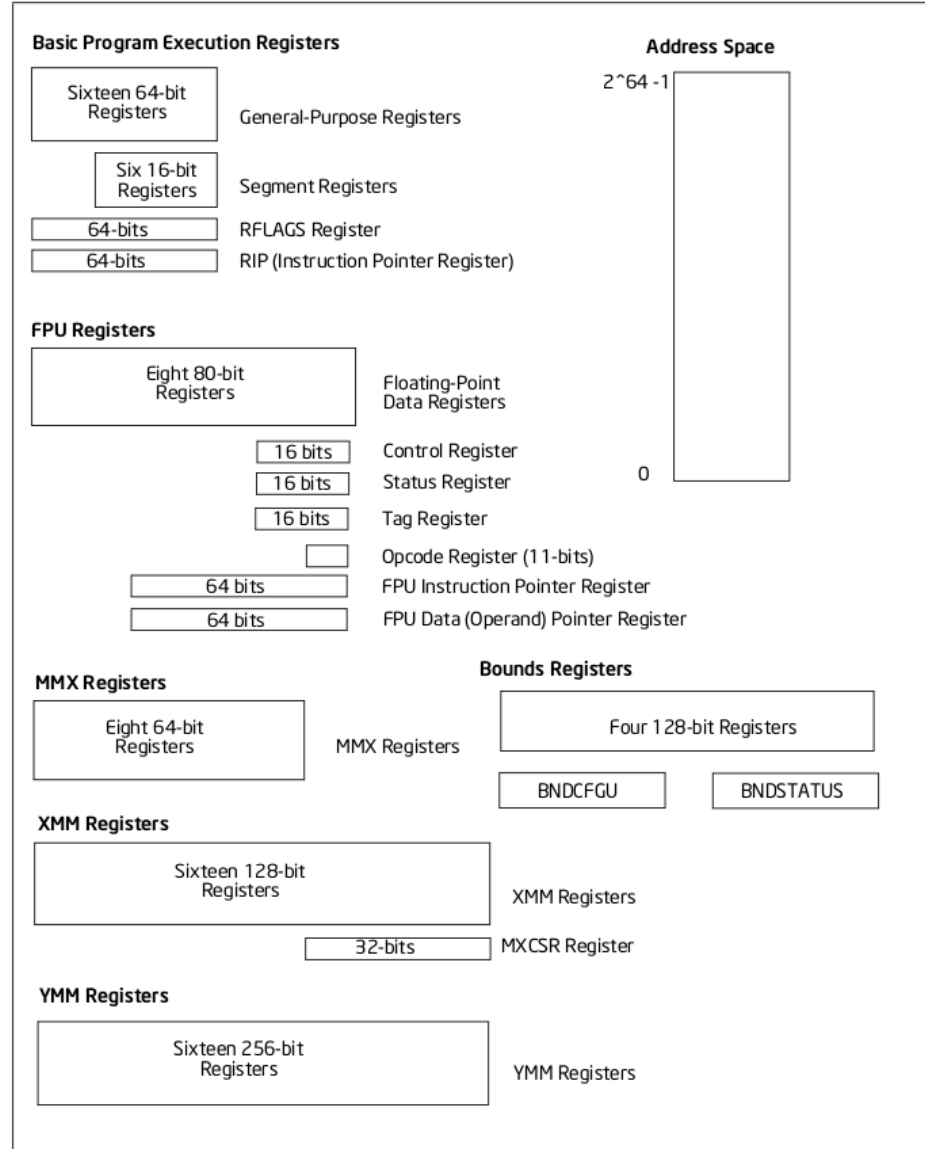 Basic Program Execution Registers
Address Space
2^64 -1
Sixteen 64-bit
Registers
General-Purpose Registers
Six 16-bit
Registers
Segment Registers
64-bits
RFLAGS Register
64-bits
RIP (Instruction Pointer Register)
FPU Registers
Eight 80-bit
Registers
Floating-Point
Data Registers
16 bits
Control Register
0
16 bits
Status Register
16 bits
Tag Register
Opcode Register (11-bits)
64 bits
FPU Instruction Pointer Register
64 bits
FPU Data (Operand) Pointer Register
Bounds Registers
MMX Registers
Eight 64-bit
Registers
MMX Registers
Four 128-bit Registers
BNDCFGU
BNDSTATUS
XMM Registers
Sixteen 128-bit
Registers
XMM Registers
32-bits
MXCSR Register
YMM Registers
Sixteen 256-bit
Registers
YMM Registers